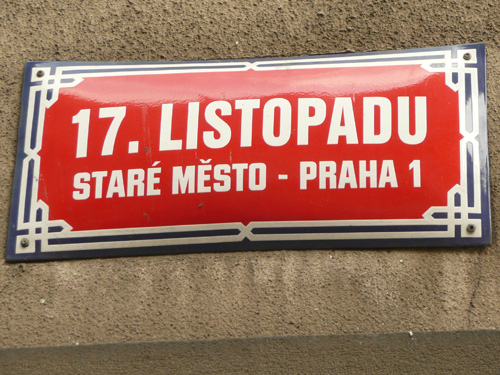 17. LISTOPADU
STARÉ MĚSTO - PRAHA 1